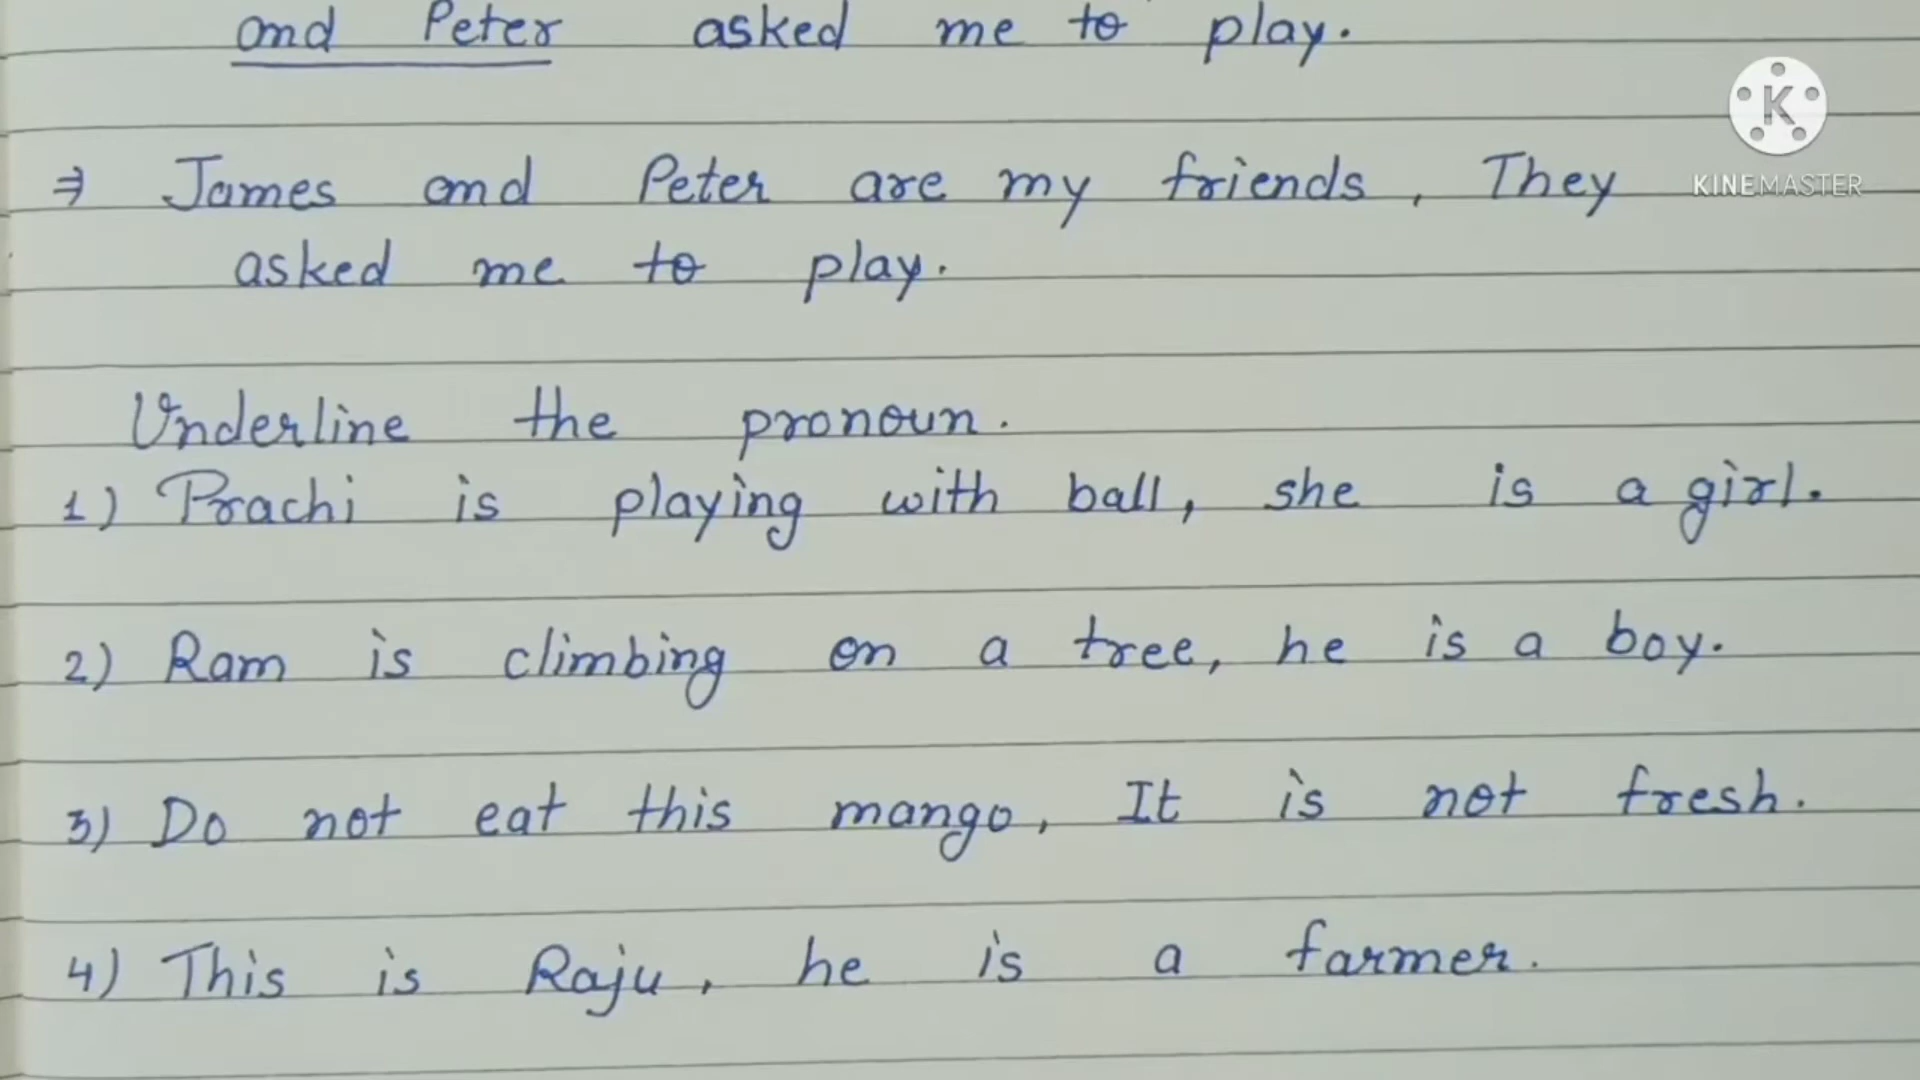 and Peter asked me to play.
K
KINEMASTER
⇒ James and Peter are my friends, They
asked me to play.
Underline the pronoun.
1) Prachi is playing with ball, she is a girl.
2) Ram is climbing on a tree, he is a boy.
3) Do not eat this mango, It is not fresh.
4) This is Raju, he is a farmer.